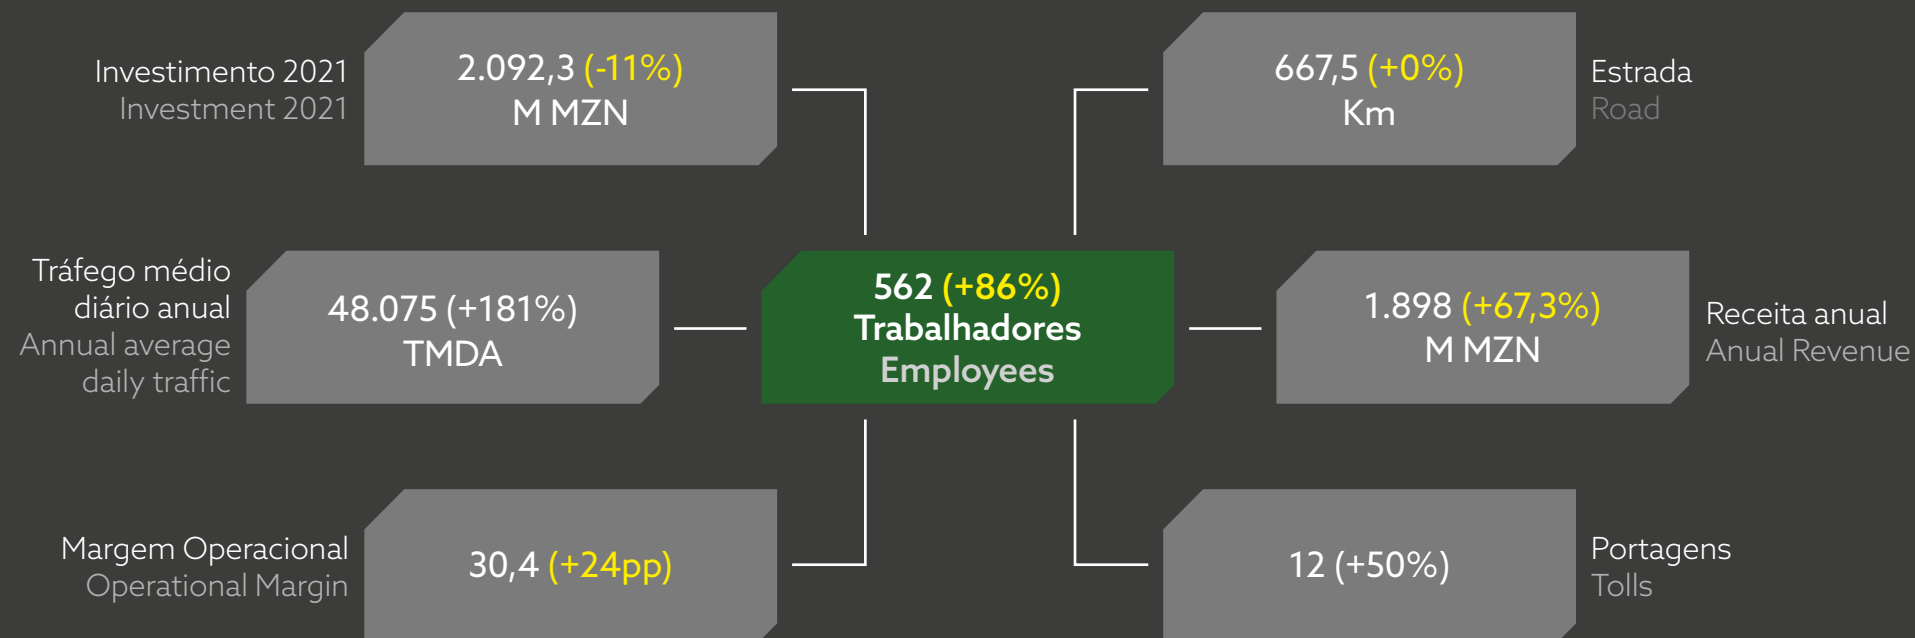 Investimento 2021
Investment 2021
2.092,3 (-11%)
M MZN
667,5 (+0%)
Km
Estrada
Road
Tráfego médio
diário anual
Annual average
daily traffic
48.075 (+181%)
TMDA
562 (+86%)
Trabalhadores
Employees
1.898 (+67,3%)
M MZN
Receita anual
Anual Revenue
Margem Operacional
Operational Margin
30,4 (+24pp)
12 (+50%)
Portagens
Tolls